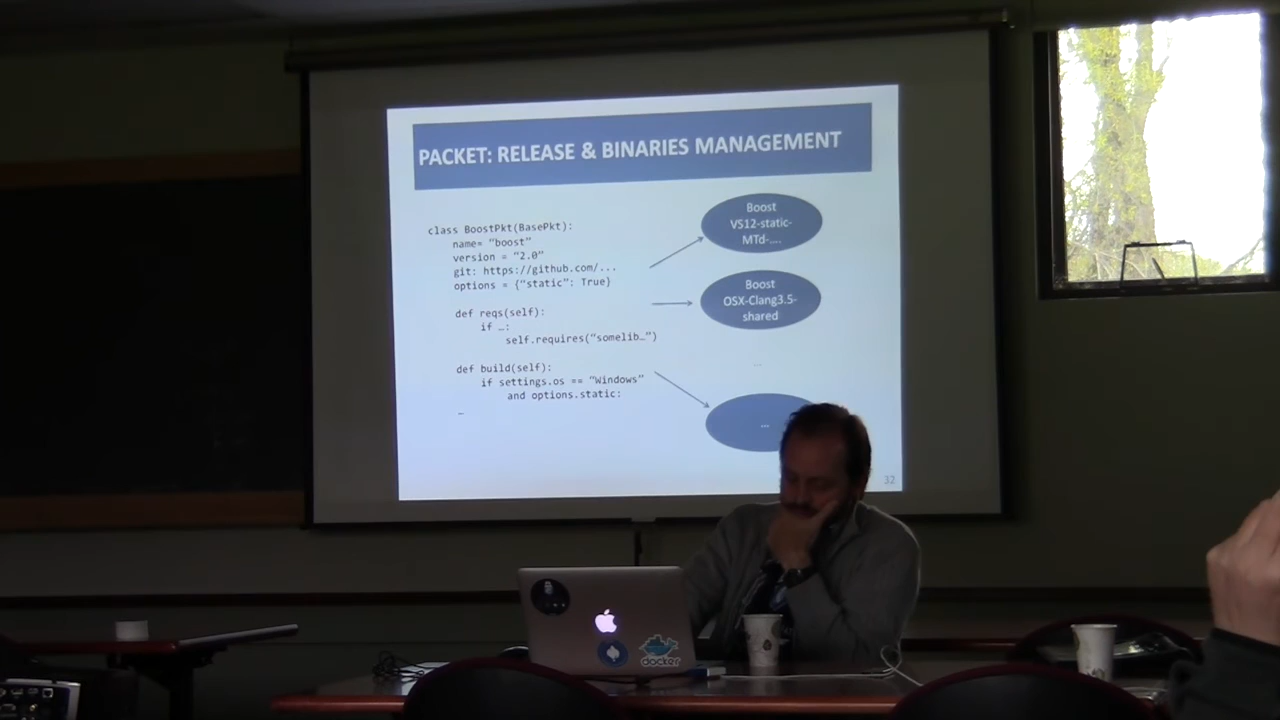 PACKET: RELEASE & BINARIES MANAGEMENT
class BoostPkt(BasePkt):
name= “boost”
version = “2.0”
git: https://github.com/...
options = {“static”: True}
def reqs(self):
if …:
self.requires(“somelib…”)
def build(self):
if settings.os == “Windows”
and options.static:
…
Boost
VS12-static-
MTd-....
Boost
OSX-Clang3.5-
shared
...
...
32
docker